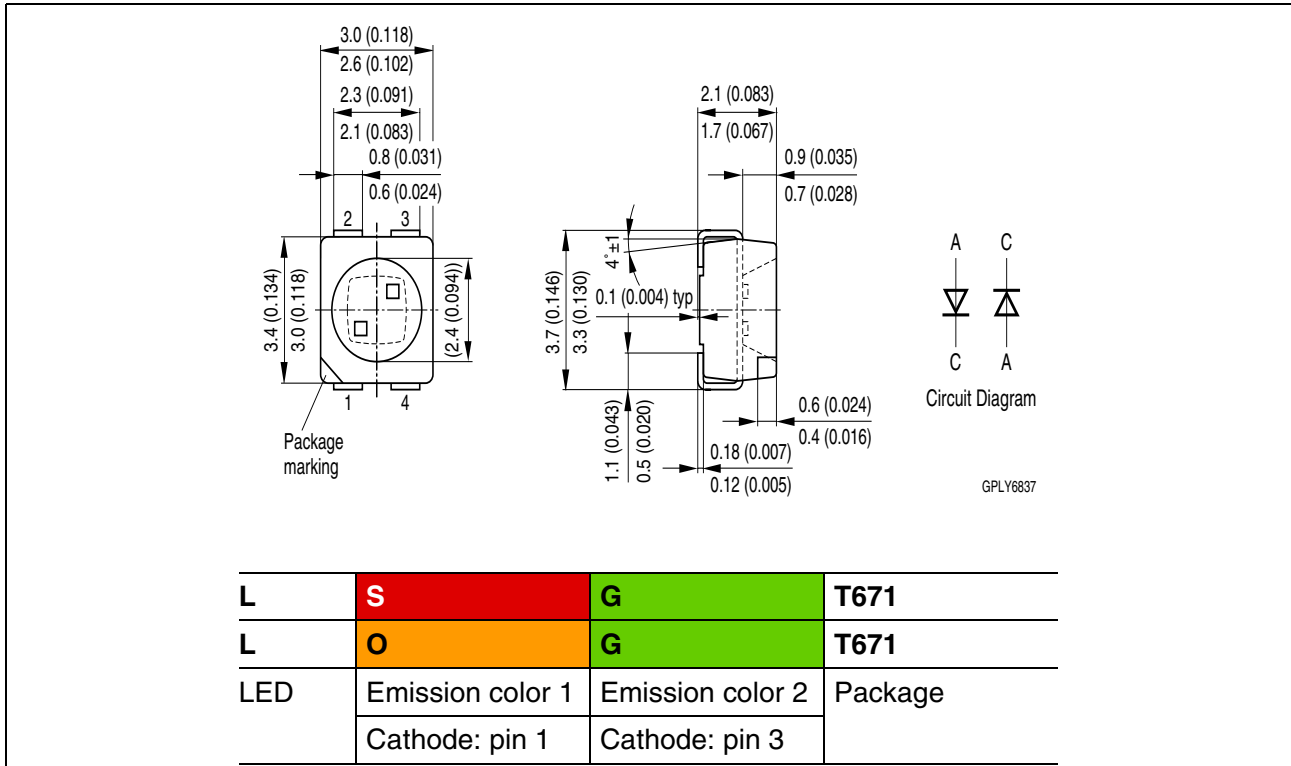 3.0 (0.118)
2.6 (0.102)
2.3 (0.091)
2.1 (0.083)
0.8 (0.031)
0.6 (0.024)
2 3
3.4 (0.134)
3.0 (0.118)
(2.4 (0.094))
1 4
Package
marking
2.1 (0.083)
1.7 (0.067)
0.9 (0.035)
0.7 (0.028)
4°±1
0.1 (0.004) typ
3.7 (0.146)
3.3 (0.130)
1.1 (0.043)
0.5 (0.020)
0.6 (0.024)
0.4 (0.016)
0.18 (0.007)
0.12 (0.005)
A C
C A
Circuit Diagram
GPLY6837
L S G T671
L O G T671
LED Emission color 1 Emission color 2 Package
Cathode: pin 1 Cathode: pin 3